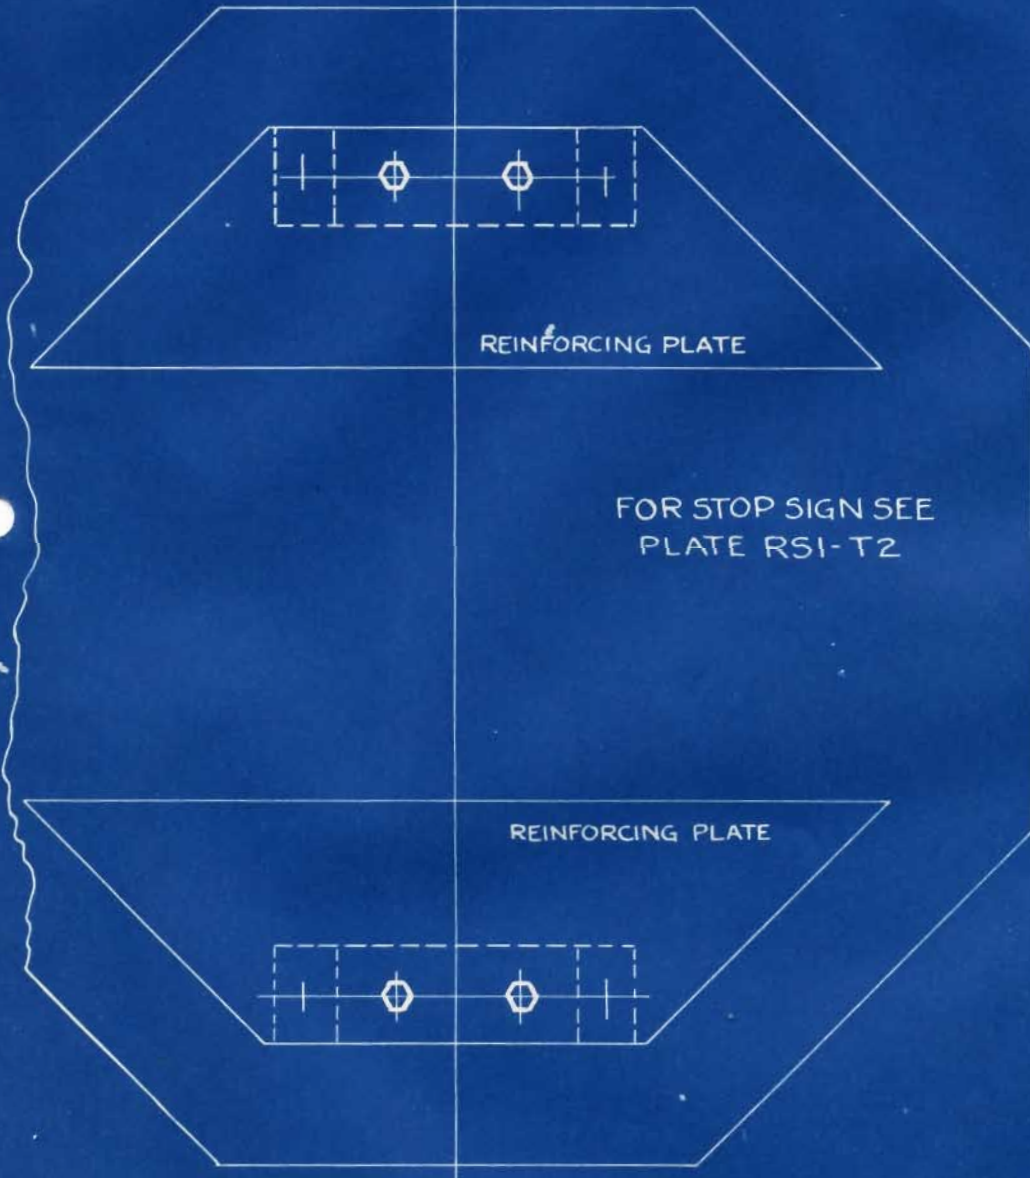 REINFORCING PLATE
FOR STOP SIGN SEE
PLATE RS1-T2
REINFORCING PLATE